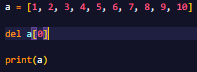 a = [1, 2, 3, 4, 5, 6, 7, 8, 9, 10]
del a[0]
print(a)